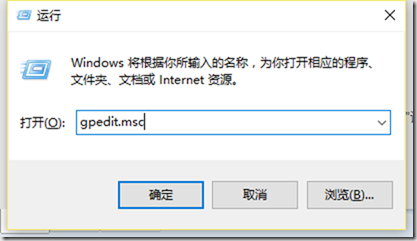 运行
Windows 将根据你所输入的名称，为你打开相应的程序、
文件夹、文档或 Internet 资源。
打开(O): gpedit.msc
确定 取消 浏览(B)...